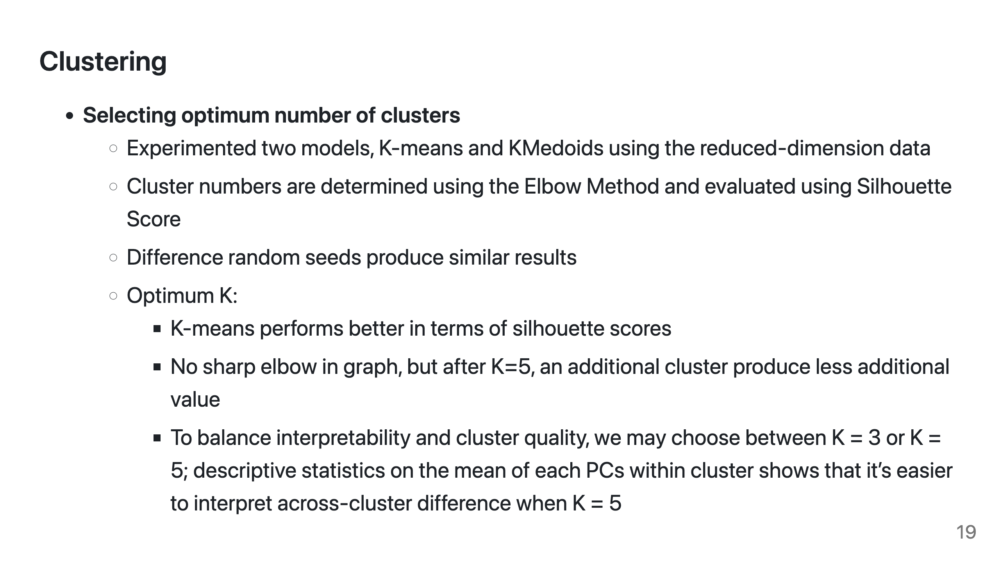 Clustering
• Selecting optimum number of clusters
○ Experimented two models, K-means and KMedoids using the reduced-dimension data
○ Cluster numbers are determined using the Elbow Method and evaluated using Silhouette
Score
○ Difference random seeds produce similar results
○ Optimum K:
▪ K-means performs better in terms of silhouette scores
▪ No sharp elbow in graph, but after K=5, an additional cluster produce less additional
value
▪ To balance interpretability and cluster quality, we may choose between K = 3 or K =
5; descriptive statistics on the mean of each PCs within cluster shows that it’s easier
to interpret across-cluster difference when K = 5
19